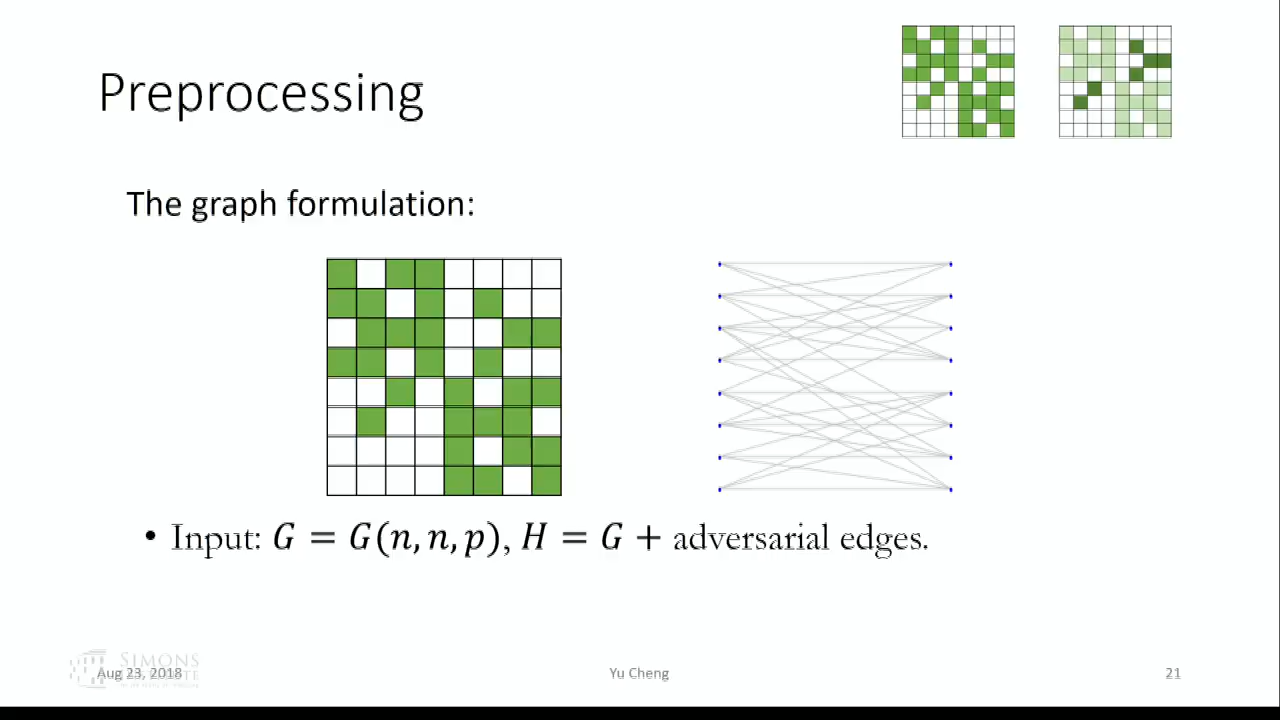 Preprocessing
The graph formulation:
• Input: G = G(n, n, p), H = G + adversarial edges.
SIMONS
Aug 23, 2018
Yu Cheng
21